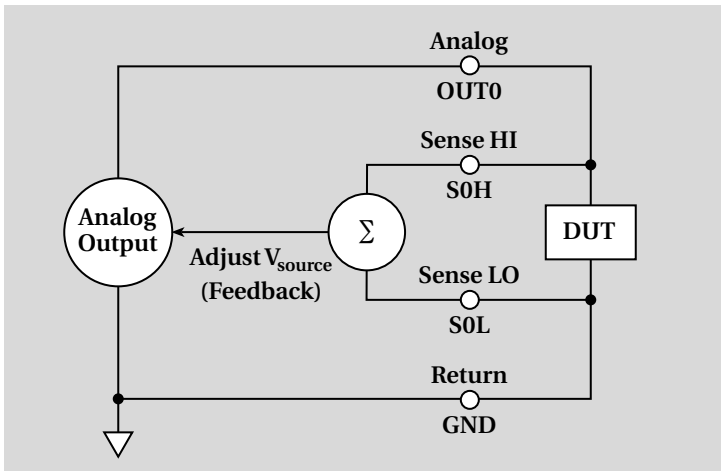 Analog
OUT0
Sense HI
S0H
Analog
Output
Σ
DUT
Adjust Vsource
(Feedback)
Sense LO
S0L
Return
GND